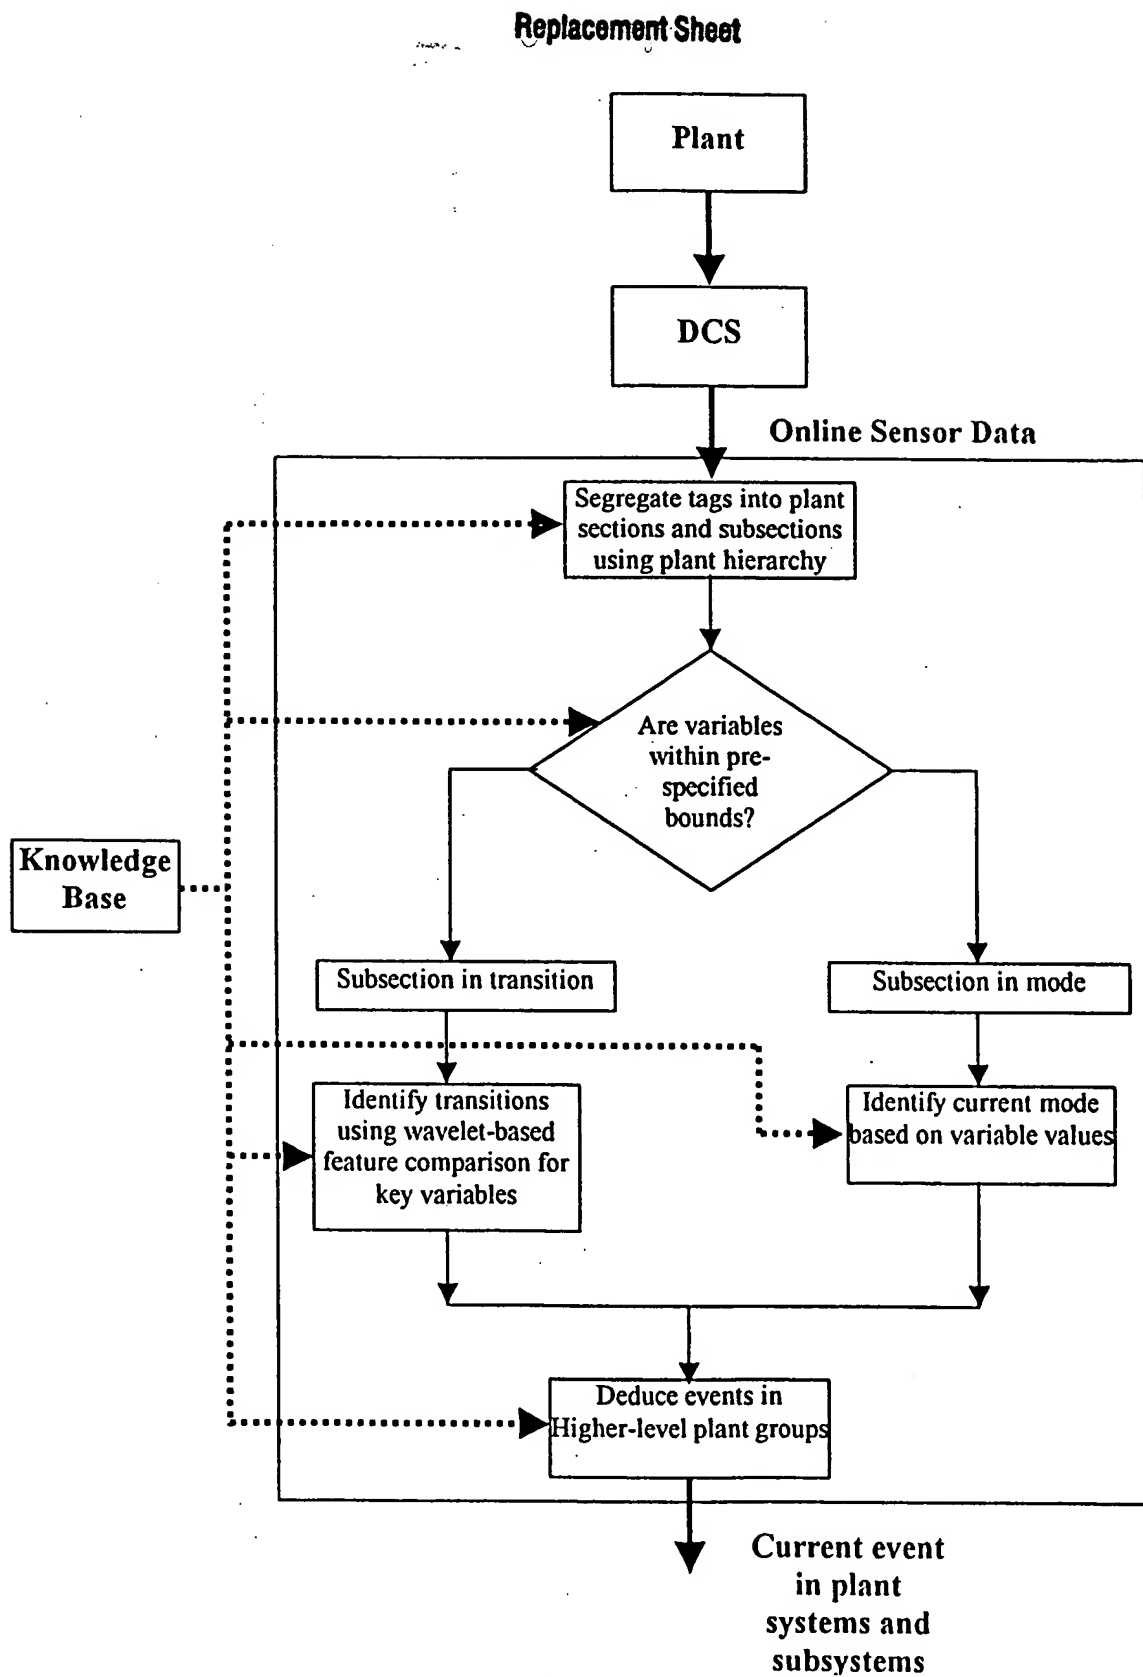 Replacement Sheet
Plant
DCS
Online Sensor Data
Segregate tags into plant
sections and subsections
using plant hierarchy
Are variables
within pre-
specified
bounds?
Knowledge
Base
Subsection in transition
Subsection in mode
Identify transitions
using wavelet-based
feature comparison for
key variables
Identify current mode
based on variable values
Deduce events in
Higher-level plant groups
Current event
in plant
systems and
subsystems